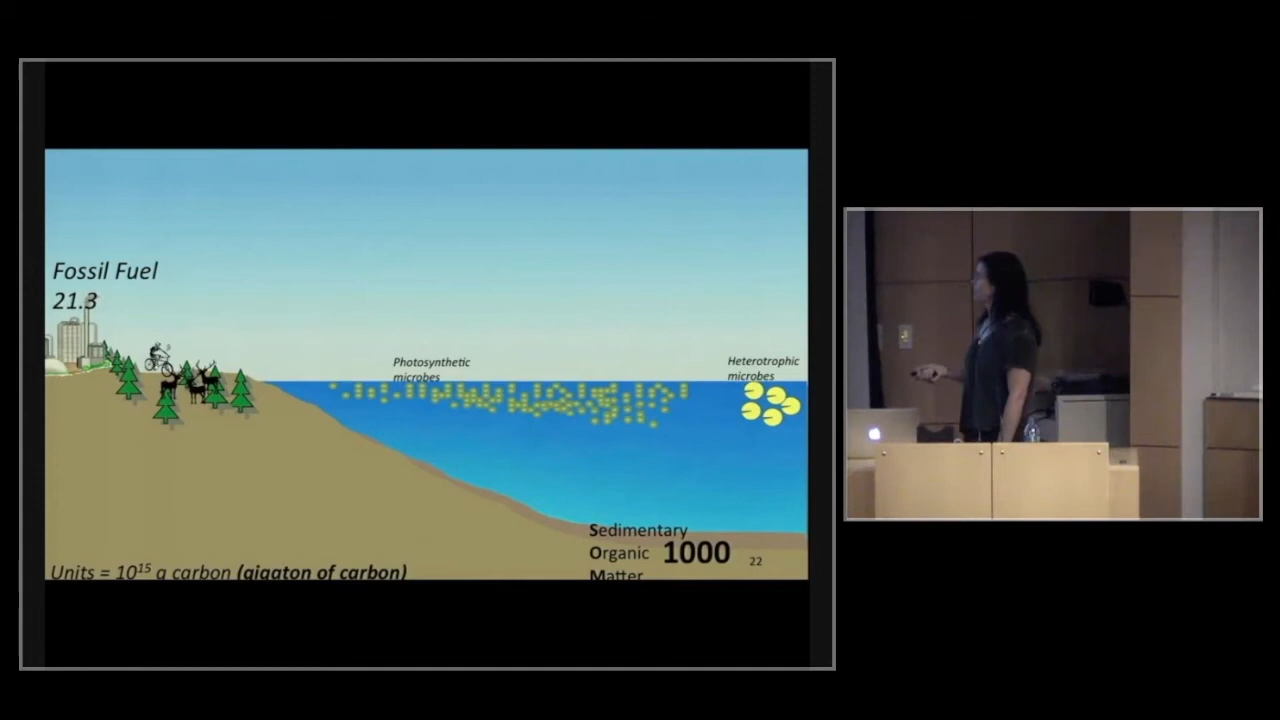 Fossil Fuel
21.3
Photosynthetic
microbes
Heterotrophic
microbes
Sedimentary
Organic 1000
Matter
22
Units = 10¹⁵ g carbon (gigaton of carbon)